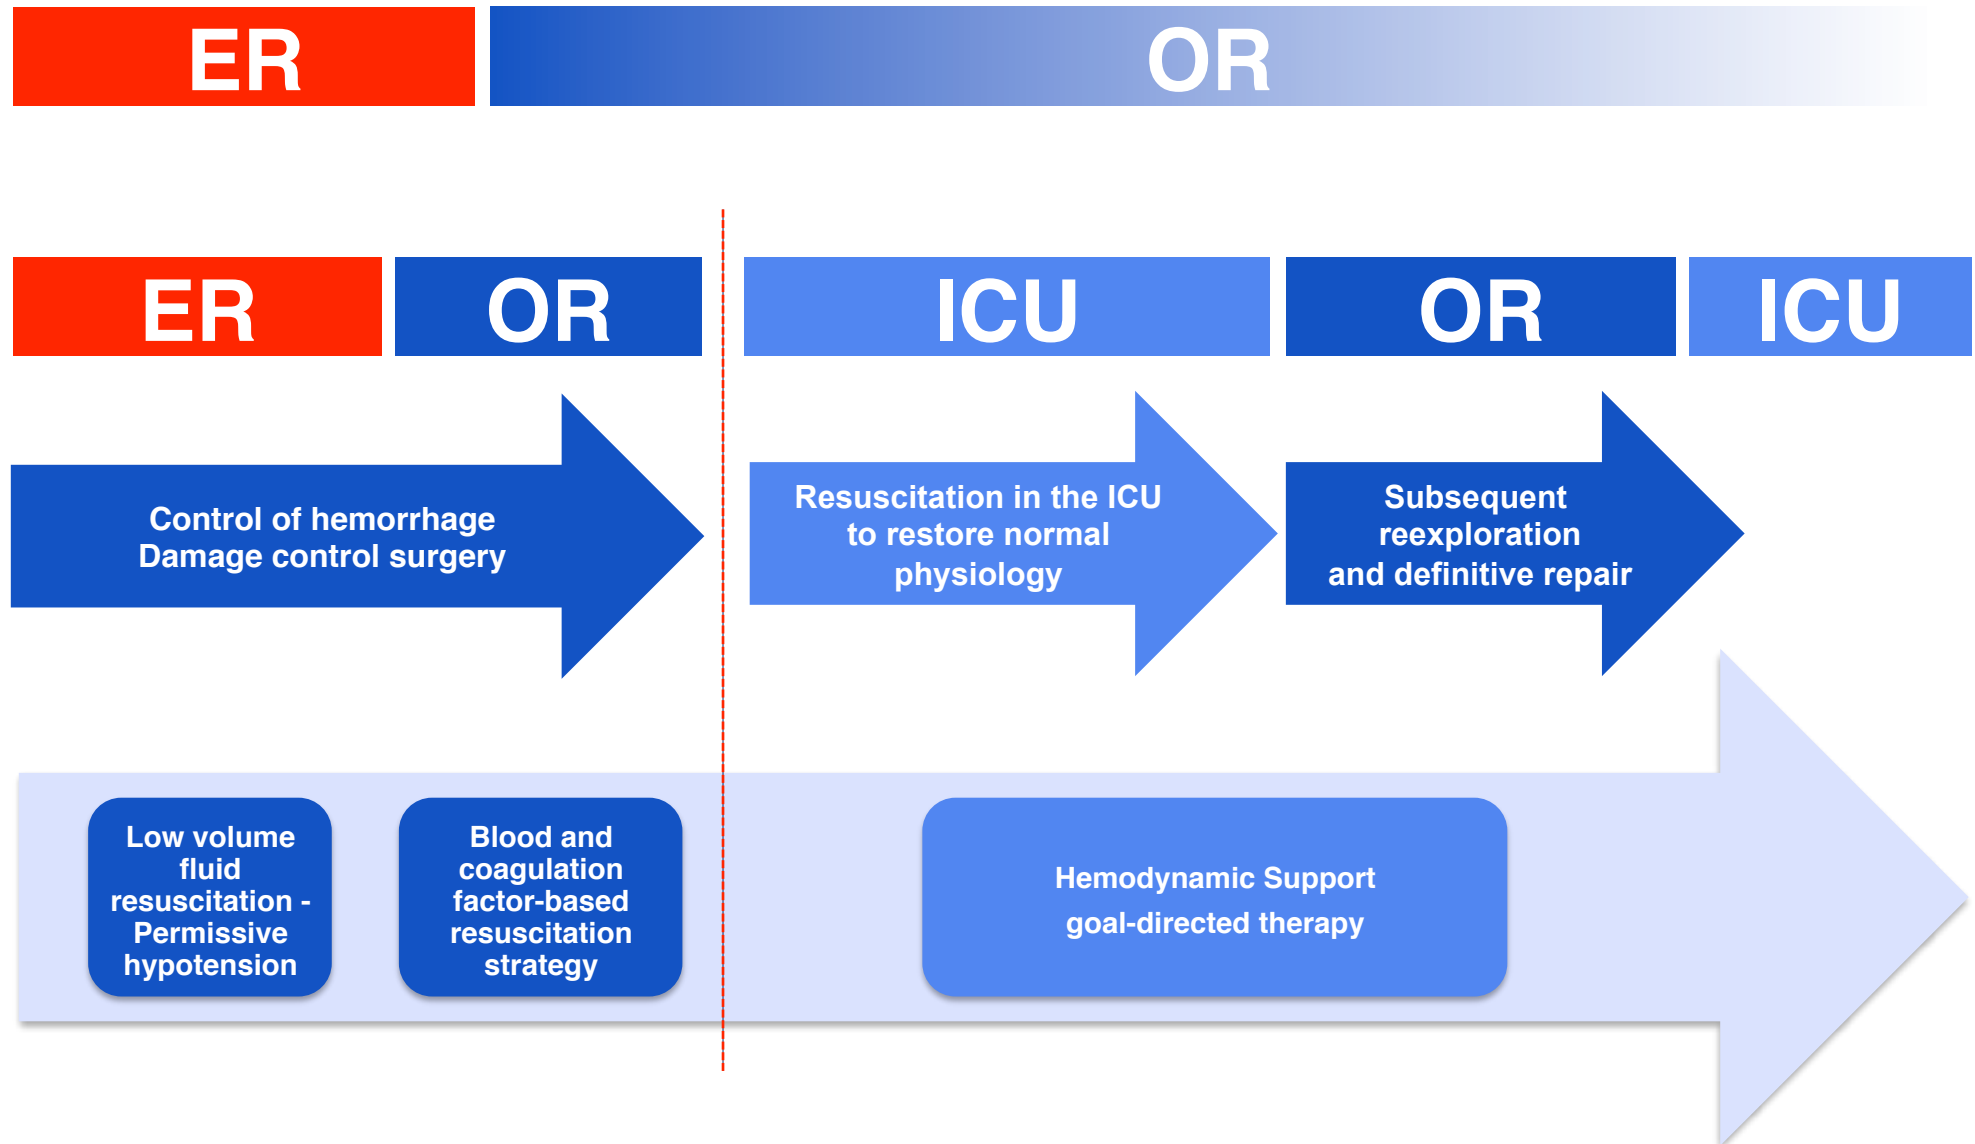 ER
OR
ER
OR
ICU
OR
ICU
Control of hemorrhage
Damage control surgery
Resuscitation in the ICU
to restore normal
physiology
Subsequent
reexploration
and definitive repair
Low volume
fluid
resuscitation -
Permissive
hypotension
Blood and
coagulation
factor-based
resuscitation
strategy
Hemodynamic Support
goal-directed therapy